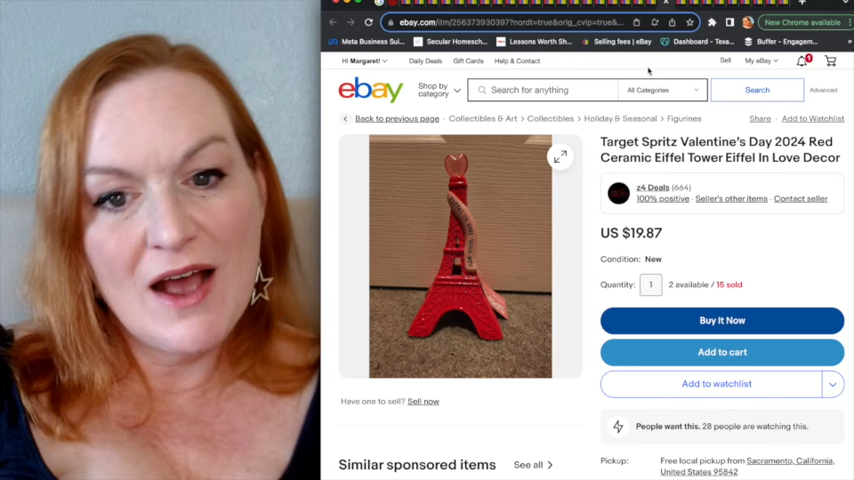 ebay.com/itm/256373930397?nordt=true&orig_cvip=true&...
New Chrome available
Meta Business Sui...
Secular Homesch...
Lessons Worth Sh...
Selling fees | eBay
Dashboard – Texa...
Buffer - Engagem...
Hi Margaret!
Daily Deals
Gift Cards
Help & Contact
Sell
My eBay
1
ebay
Shop by
category
Search for anything
All Categories
Search
Advanced
Back to previous page
Collectibles & Art > Collectibles > Holiday & Seasonal > Figurines
Share
Add to Watchlist
Target Spritz Valentine's Day 2024 Red
Ceramic Eiffel Tower Eiffel In Love Decor
z4 Deals (664)
100% positive · Seller's other items · Contact seller
US $19.87
Condition: New
Quantity: 1 2 available / 15 sold
Buy It Now
Add to cart
Add to watchlist
People want this. 28 people are watching this.
Have one to sell? Sell now
Similar sponsored items See all >
Pickup: Free local pickup from Sacramento, California,
United States 95842